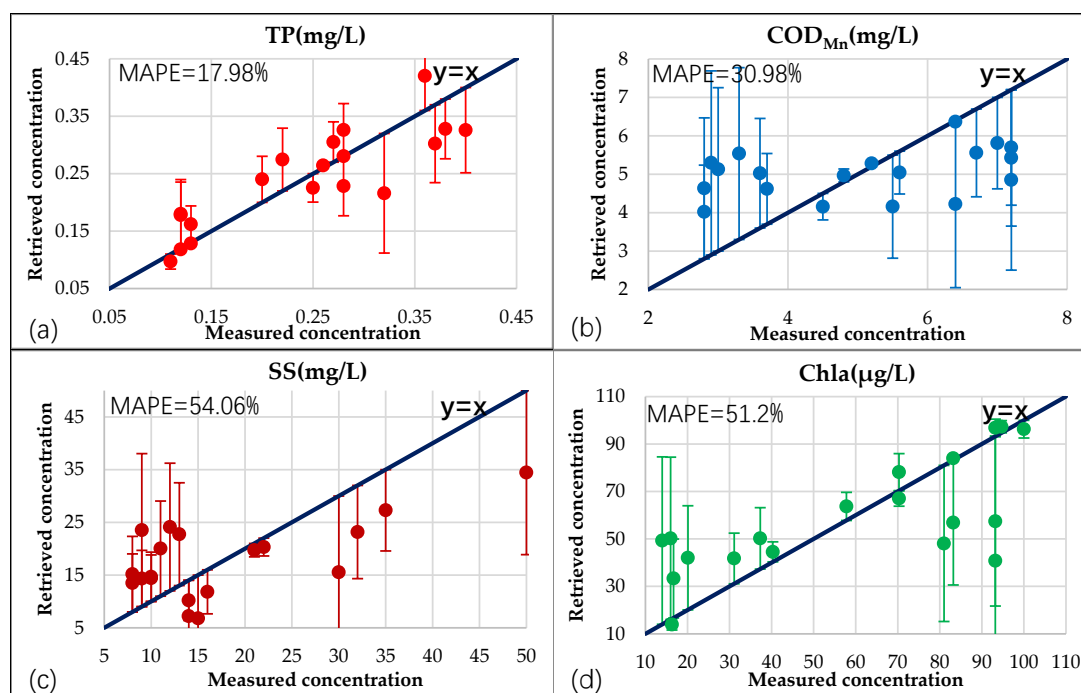 TP(mg/L)
MAPE=17.98%
y=x
Retrieved concentration
0.45
0.35
0.25
0.15
0.05
0.05 0.15 0.25 0.35 0.45
Measured concentration
(a)
COD_Mn(mg/L)
MAPE=30.98%
y=x
Retrieved concentration
8
7
6
5
4
3
2
2 4 6 8
Measured concentration
(b)
SS(mg/L)
MAPE=54.06%
y=x
Retrieved concentration
45
35
25
15
5
5 10 15 20 25 30 35 40 45 50
Measured concentration
(c)
Chla(μg/L)
MAPE=51.2%
y=x
Retrieved concentration
110
90
70
50
30
10
10 20 30 40 50 60 70 80 90 100 110
Measured concentration
(d)